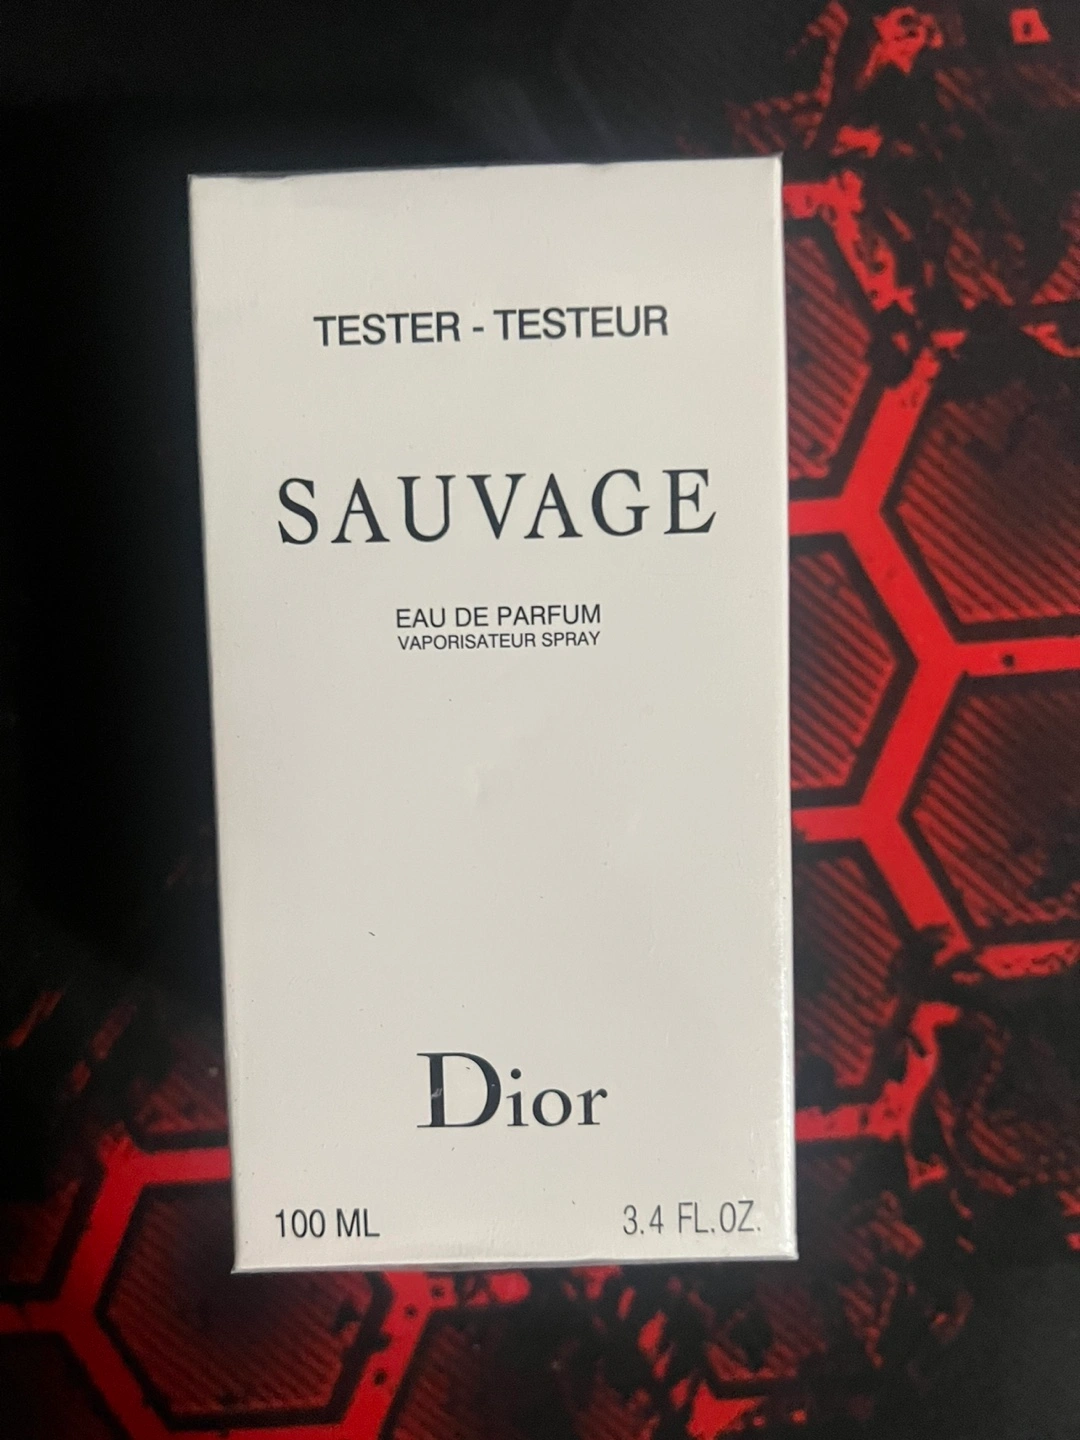 TESTER - TESTEUR
SAUVAGE
EAU DE PARFUM
VAPORISATEUR SPRAY
Dior
100 ML 3.4 FL.OZ.